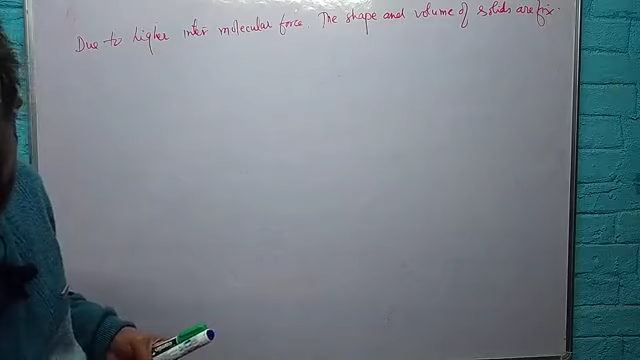 Due to higher inter molecular force, The shape and volume of solids are fix.